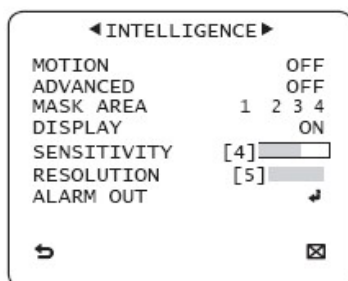 ◄INTELLIGENCE►
MOTION OFF
ADVANCED OFF
MASK AREA 1 2 3 4
DISPLAY ON
SENSITIVITY [4]
RESOLUTION [5]
ALARM OUT ↲